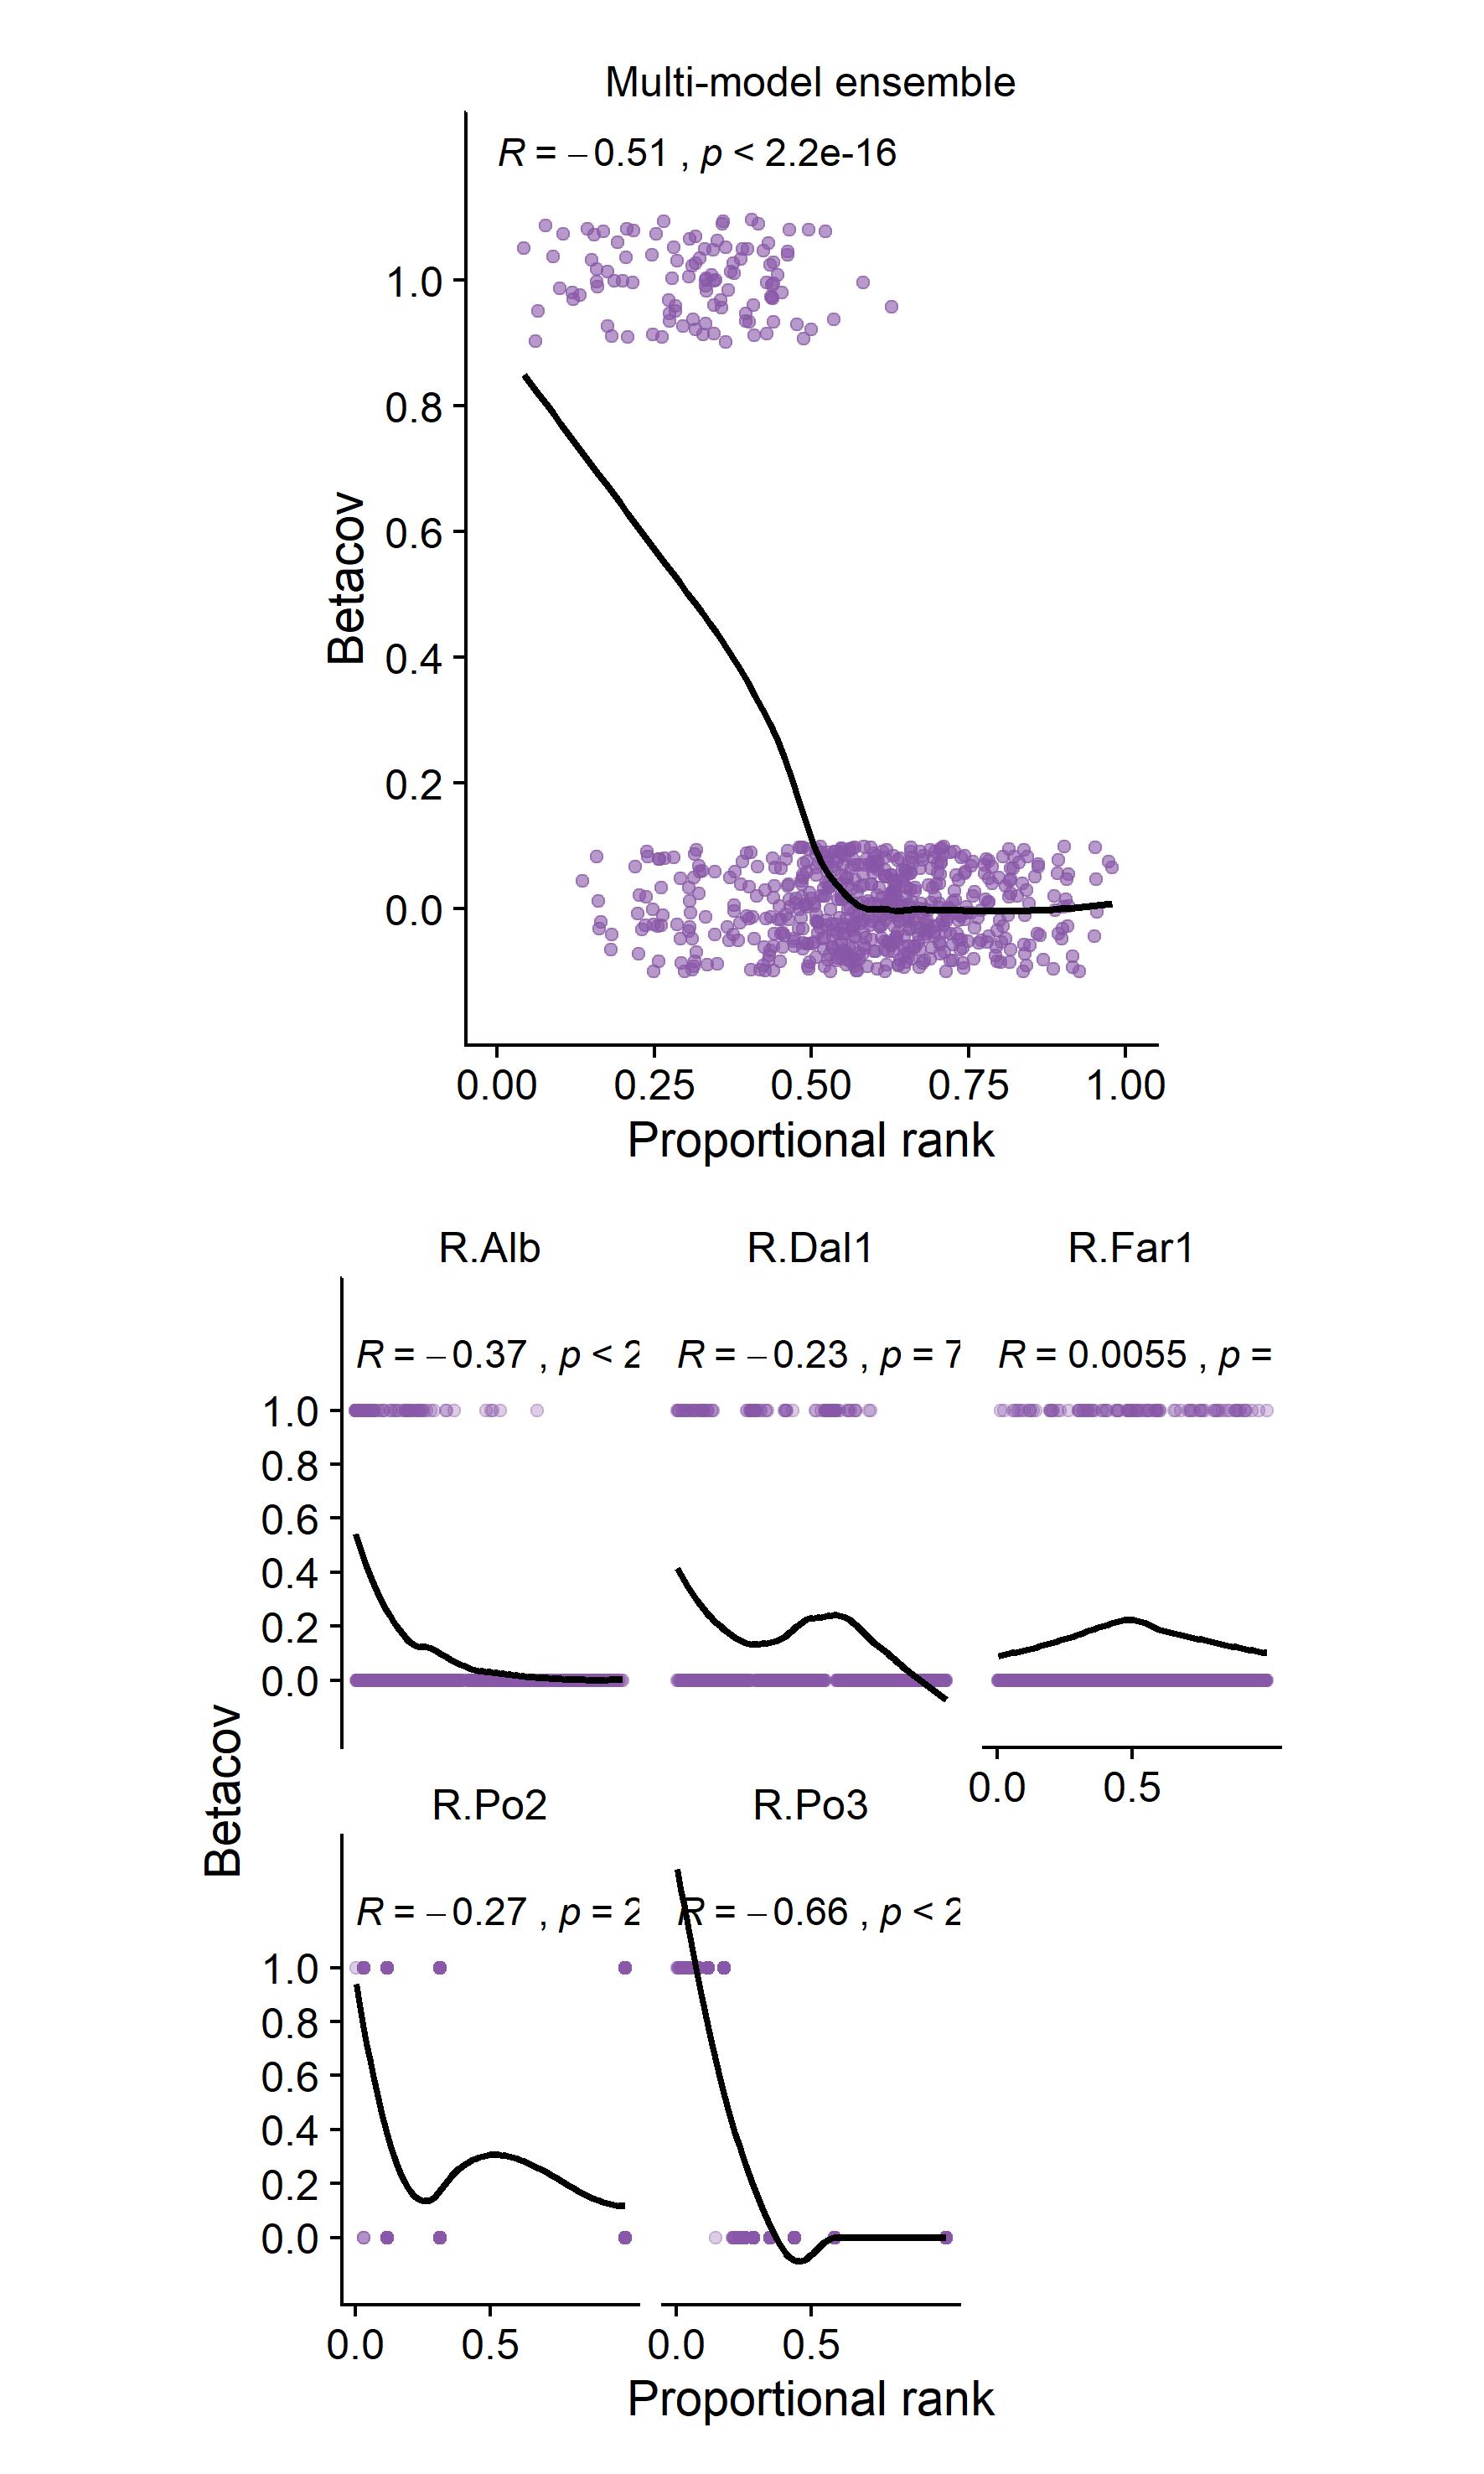 Multi-model ensemble
R = −0.51 , p < 2.2e-16
1.0
0.8
0.6
0.4
0.2
0.0
Betacov
0.00 0.25 0.50 0.75 1.00
Proportional rank
R.Alb R.Dal1 R.Far1
R = −0.37 , p < 2 R = −0.23 , p = 7 R = 0.0055 , p =
1.0
0.8
0.6
0.4
0.2
0.0
0.0 0.5
Betacov
R.Po2 R.Po3
R = −0.27 , p = 2 R = −0.66 , p < 2
1.0
0.8
0.6
0.4
0.2
0.0
0.0 0.5 0.0 0.5
Proportional rank